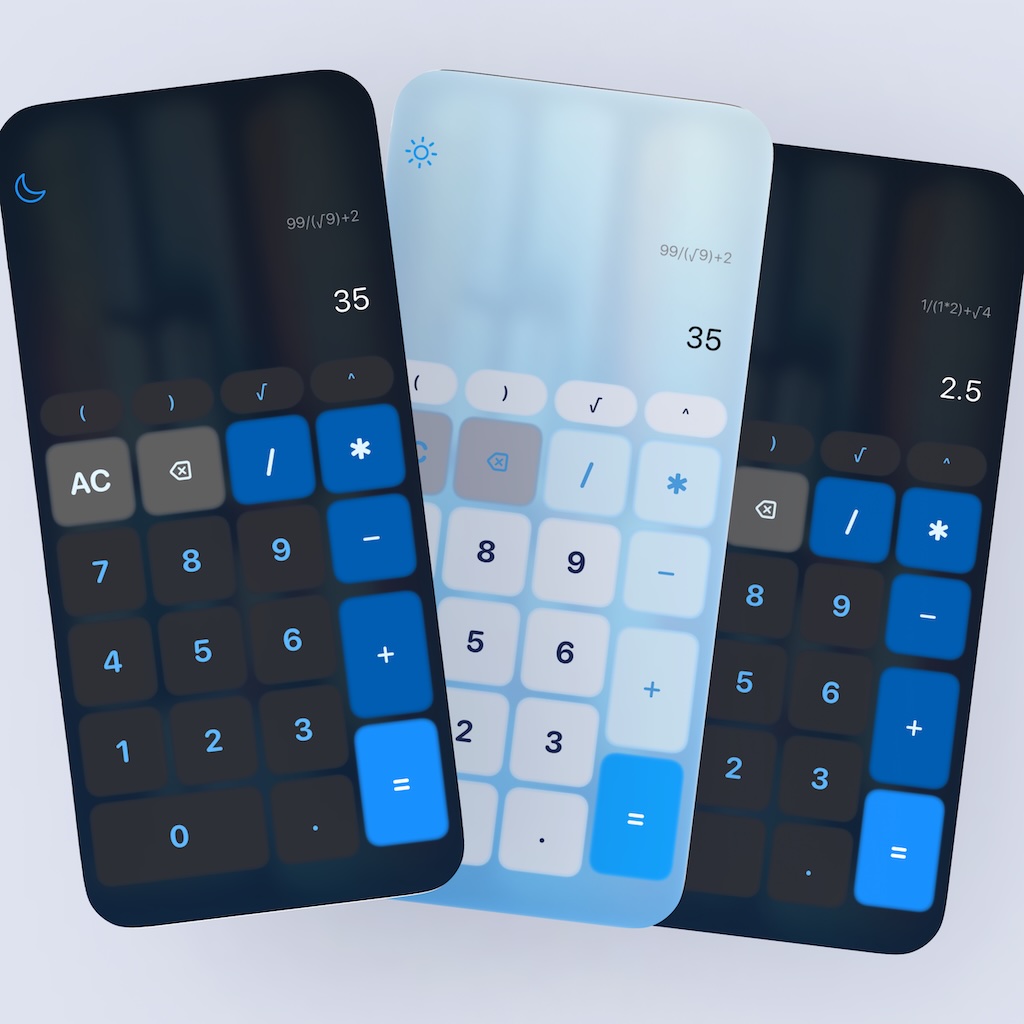 99/(√9)+2
35
( ) √ ^
AC / *
7 8 9 −
4 5 6 +
1 2 3
0 . =
99/(√9)+2
35
( ) √ ^
C / *
8 9 −
5 6 +
2 3
. =
1/(1*2)+√4
2.5
) √ ^
/ *
8 9 −
5 6 +
2 3
. =